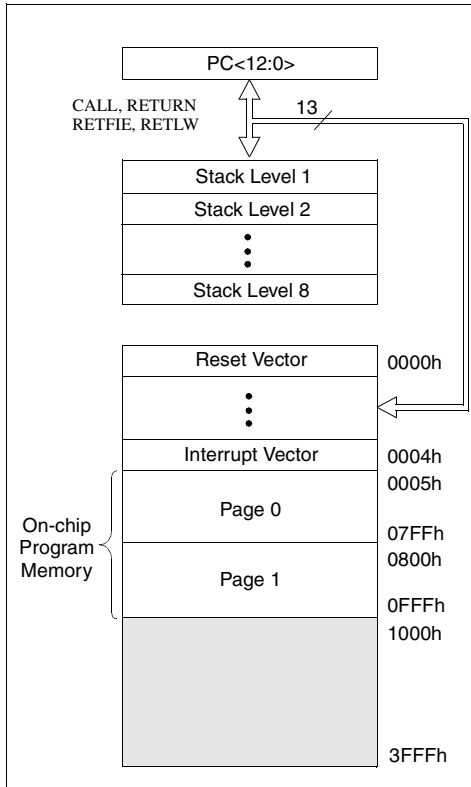 PC<12:0>
CALL, RETURN
RETFIE, RETLW
13
Stack Level 1
Stack Level 2
Stack Level 8
Reset Vector
0000h
Interrupt Vector
0004h
0005h
Page 0
07FFh
On-chip
Program
Memory
0800h
Page 1
0FFFh
1000h
3FFFh